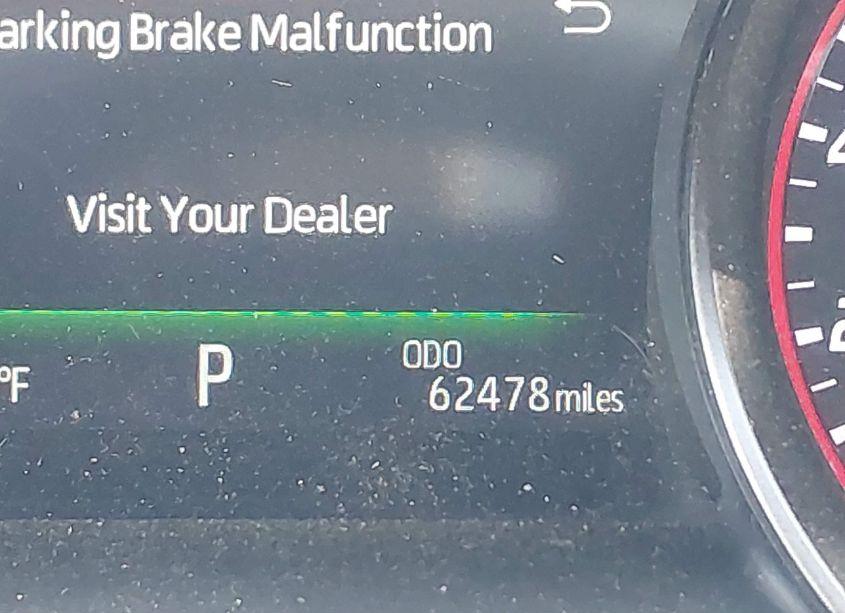 arking Brake Malfunction
Visit Your Dealer
°F
P
ODO
62478 miles